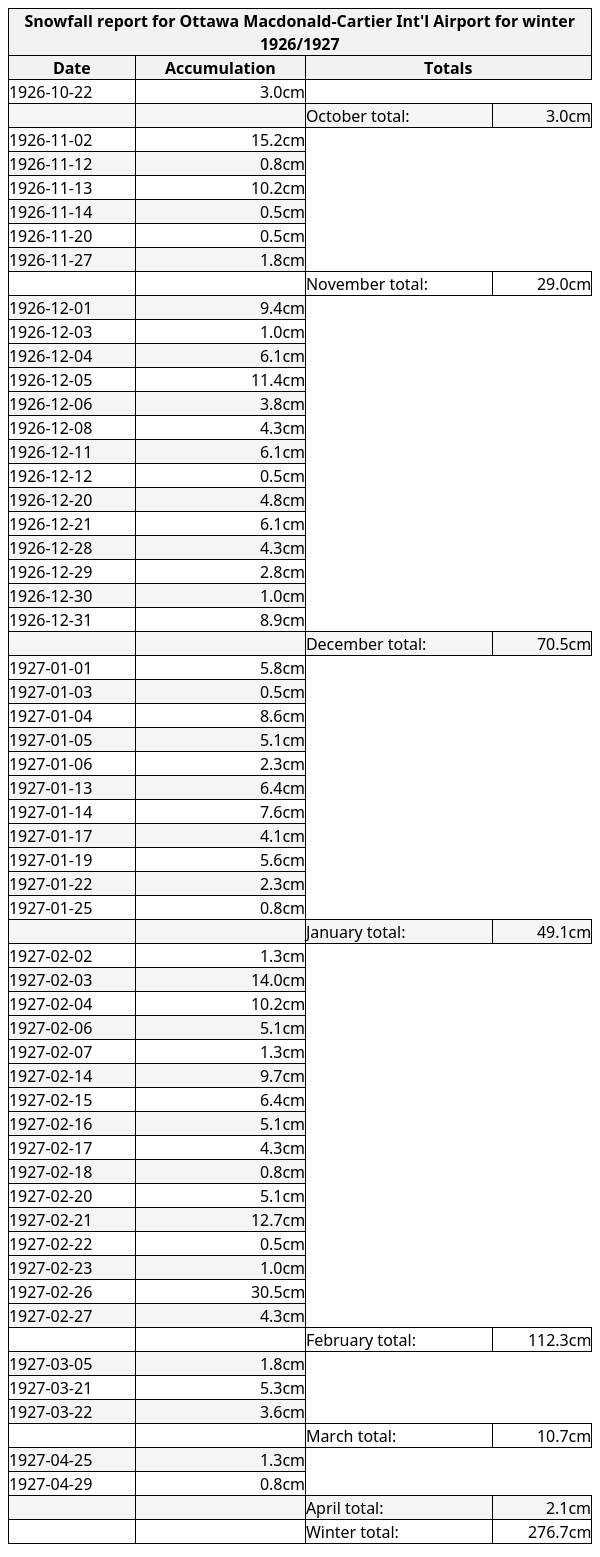 Snowfall report for Ottawa Macdonald-Cartier Int'l Airport for winter
1926/1927
Date Accumulation Totals
1926-10-22 3.0cm
October total: 3.0cm
1926-11-02 15.2cm
1926-11-12 0.8cm
1926-11-13 10.2cm
1926-11-14 0.5cm
1926-11-20 0.5cm
1926-11-27 1.8cm
November total: 29.0cm
1926-12-01 9.4cm
1926-12-03 1.0cm
1926-12-04 6.1cm
1926-12-05 11.4cm
1926-12-06 3.8cm
1926-12-08 4.3cm
1926-12-11 6.1cm
1926-12-12 0.5cm
1926-12-20 4.8cm
1926-12-21 6.1cm
1926-12-28 4.3cm
1926-12-29 2.8cm
1926-12-30 1.0cm
1926-12-31 8.9cm
December total: 70.5cm
1927-01-01 5.8cm
1927-01-03 0.5cm
1927-01-04 8.6cm
1927-01-05 5.1cm
1927-01-06 2.3cm
1927-01-13 6.4cm
1927-01-14 7.6cm
1927-01-17 4.1cm
1927-01-19 5.6cm
1927-01-22 2.3cm
1927-01-25 0.8cm
January total: 49.1cm
1927-02-02 1.3cm
1927-02-03 14.0cm
1927-02-04 10.2cm
1927-02-06 5.1cm
1927-02-07 1.3cm
1927-02-14 9.7cm
1927-02-15 6.4cm
1927-02-16 5.1cm
1927-02-17 4.3cm
1927-02-18 0.8cm
1927-02-20 5.1cm
1927-02-21 12.7cm
1927-02-22 0.5cm
1927-02-23 1.0cm
1927-02-26 30.5cm
1927-02-27 4.3cm
February total: 112.3cm
1927-03-05 1.8cm
1927-03-21 5.3cm
1927-03-22 3.6cm
March total: 10.7cm
1927-04-25 1.3cm
1927-04-29 0.8cm
April total: 2.1cm
Winter total: 276.7cm